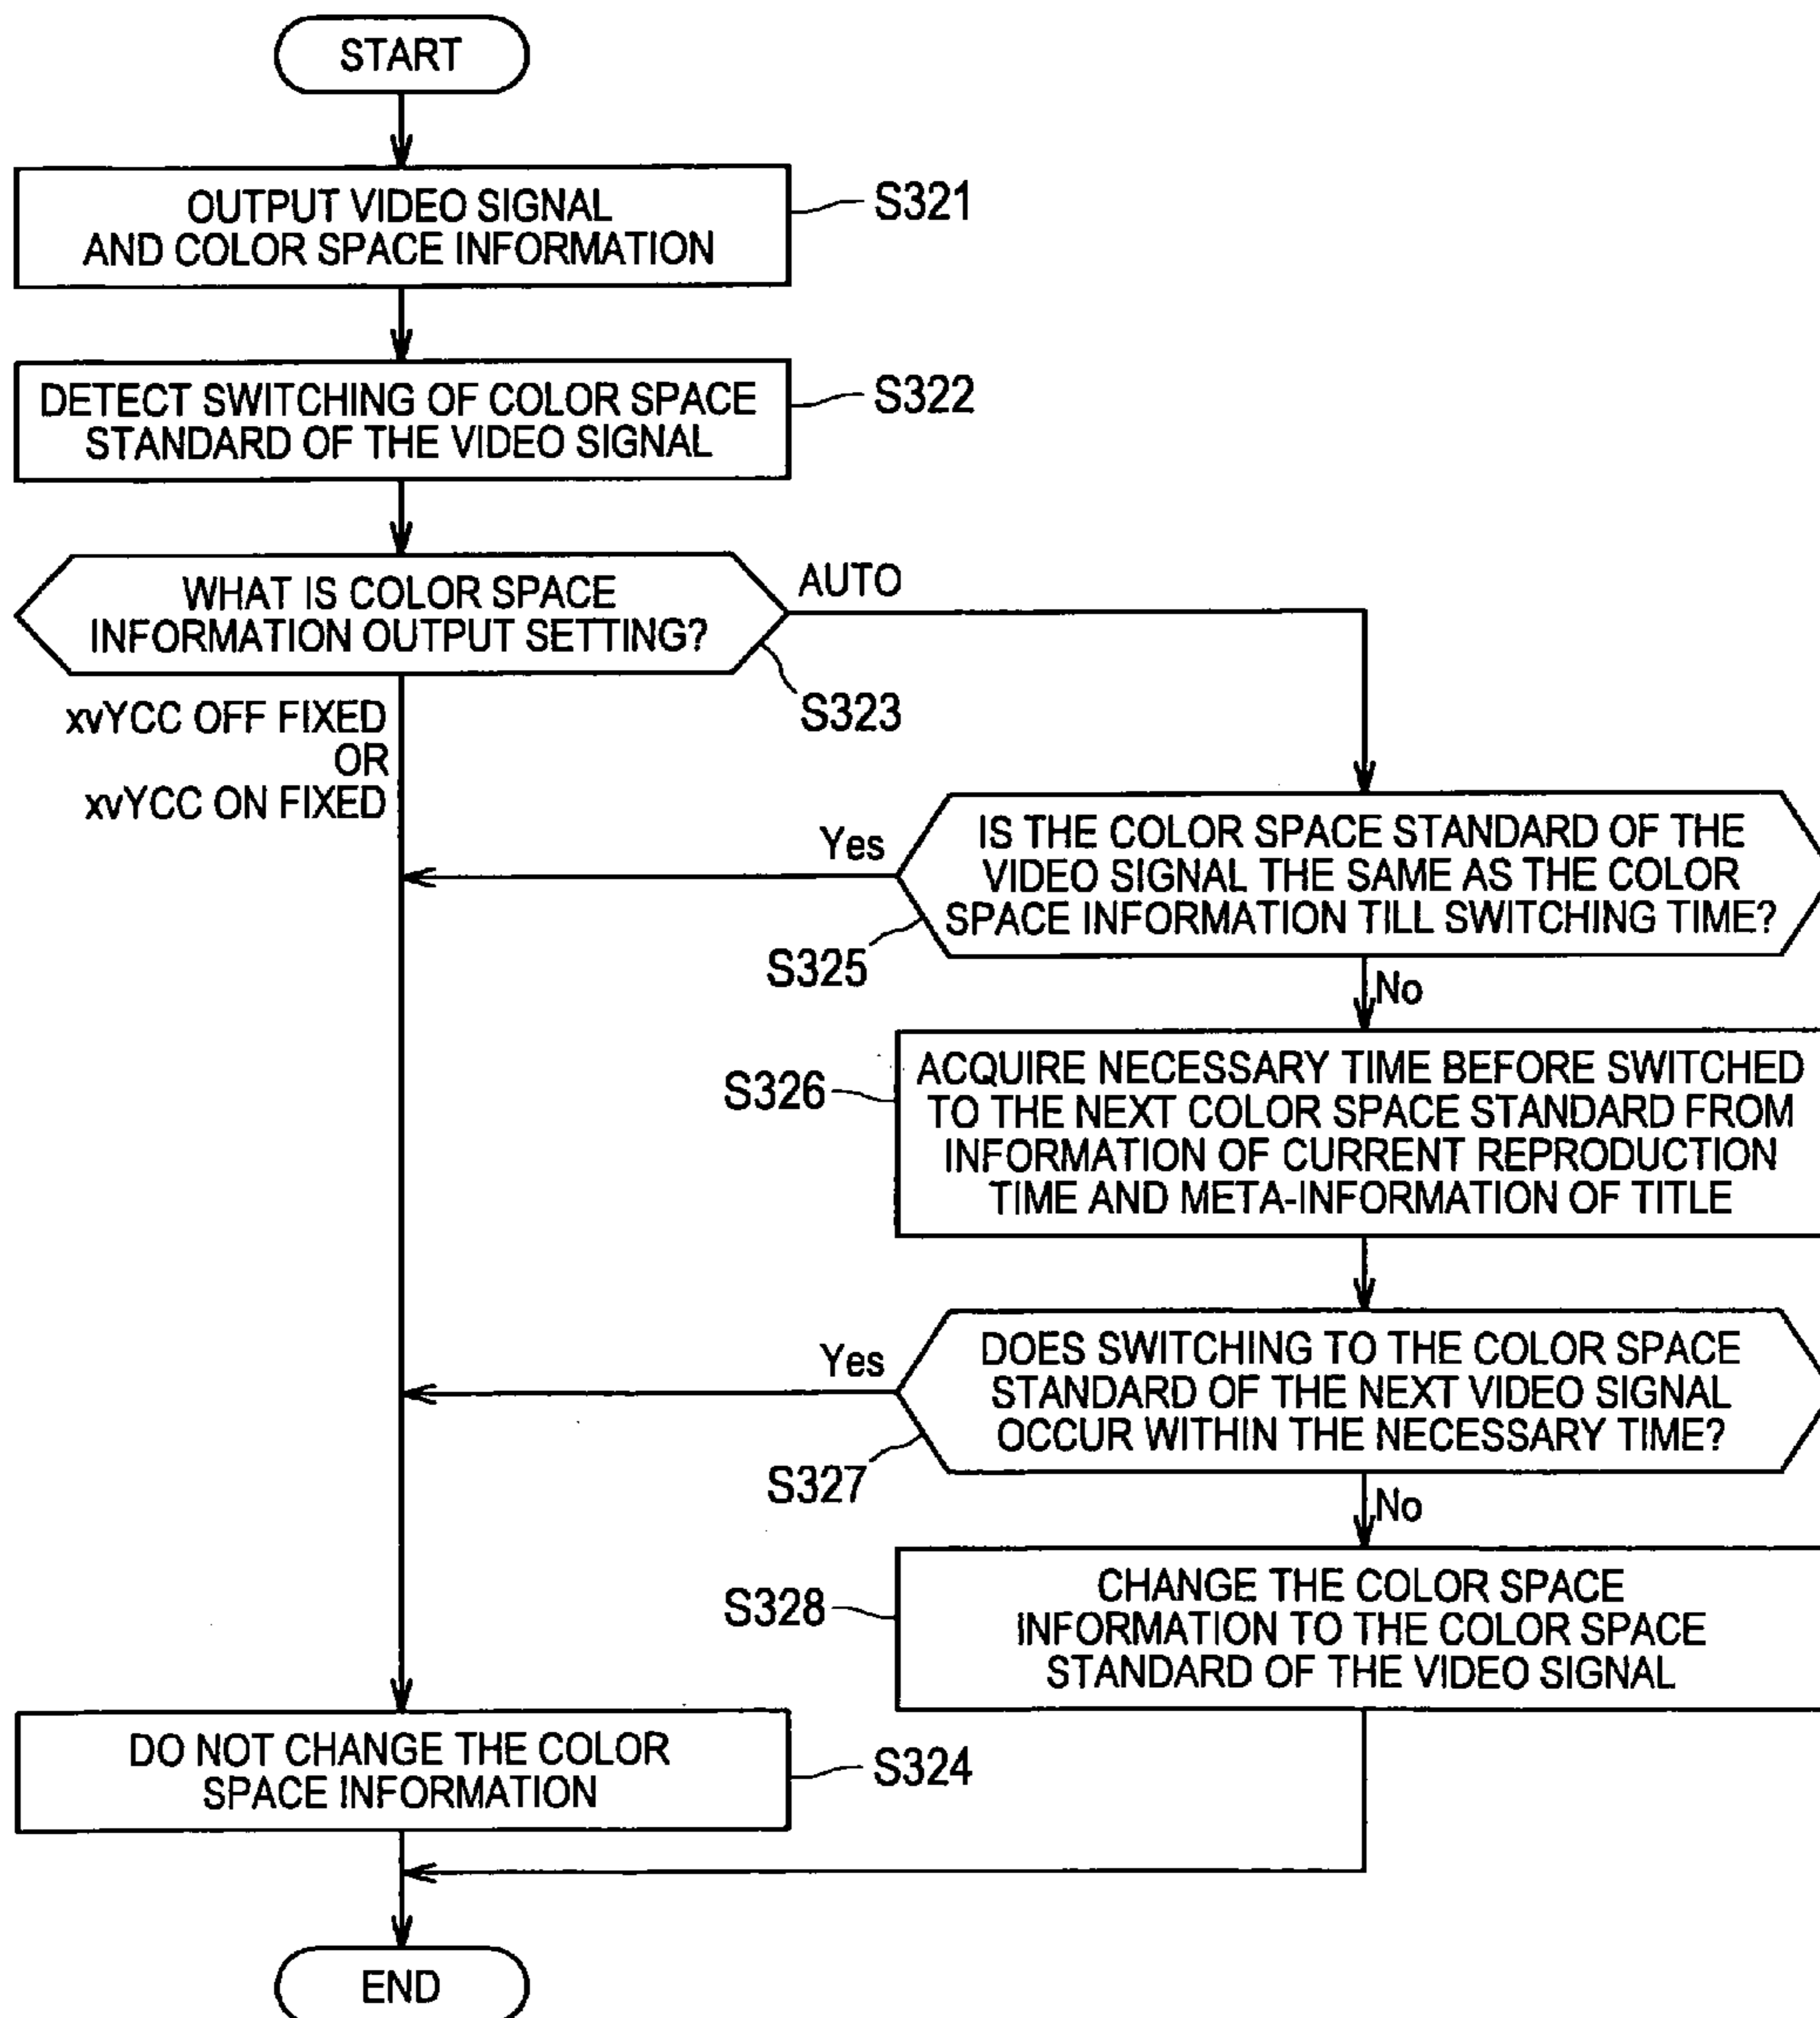 START
OUTPUT VIDEO SIGNAL
AND COLOR SPACE INFORMATION
S321
DETECT SWITCHING OF COLOR SPACE
STANDARD OF THE VIDEO SIGNAL
S322
WHAT IS COLOR SPACE
INFORMATION OUTPUT SETTING?
AUTO
S323
xvYCC OFF FIXED
OR
xvYCC ON FIXED
IS THE COLOR SPACE STANDARD OF THE
VIDEO SIGNAL THE SAME AS THE COLOR
SPACE INFORMATION TILL SWITCHING TIME?
Yes
S325
No
ACQUIRE NECESSARY TIME BEFORE SWITCHED
TO THE NEXT COLOR SPACE STANDARD FROM
INFORMATION OF CURRENT REPRODUCTION
TIME AND META-INFORMATION OF TITLE
S326
DOES SWITCHING TO THE COLOR SPACE
STANDARD OF THE NEXT VIDEO SIGNAL
OCCUR WITHIN THE NECESSARY TIME?
Yes
S327
No
CHANGE THE COLOR SPACE
INFORMATION TO THE COLOR SPACE
STANDARD OF THE VIDEO SIGNAL
S328
DO NOT CHANGE THE COLOR
SPACE INFORMATION
S324
END